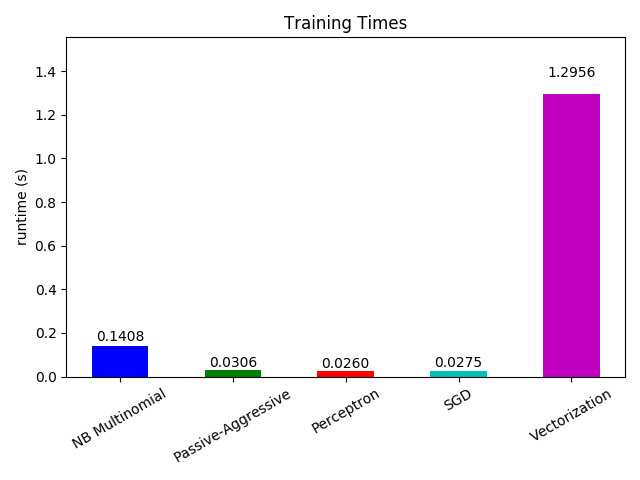 Training Times
runtime (s)
1.4
1.2
1.0
0.8
0.6
0.4
0.2
0.0
0.1408
0.0306
0.0260
0.0275
1.2956
NB Multinomial
Passive-Aggressive
Perceptron
SGD
Vectorization